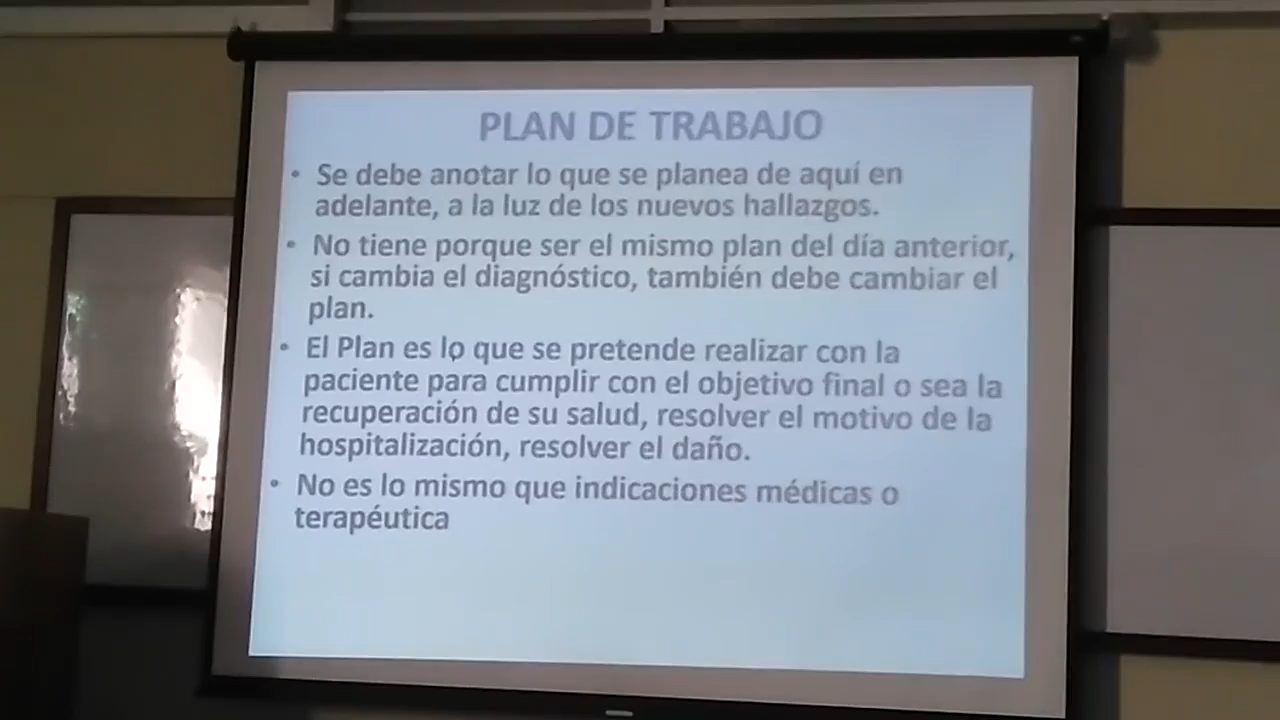 PLAN DE TRABAJO
• Se debe anotar lo que se planea de aquí en
adelante, a la luz de los nuevos hallazgos.
• No tiene porque ser el mismo plan del día anterior,
si cambia el diagnóstico, también debe cambiar el
plan.
• El Plan es lo que se pretende realizar con la
paciente para cumplir con el objetivo final o sea la
recuperación de su salud, resolver el motivo de la
hospitalización, resolver el daño.
• No es lo mismo que indicaciones médicas o
terapéutica